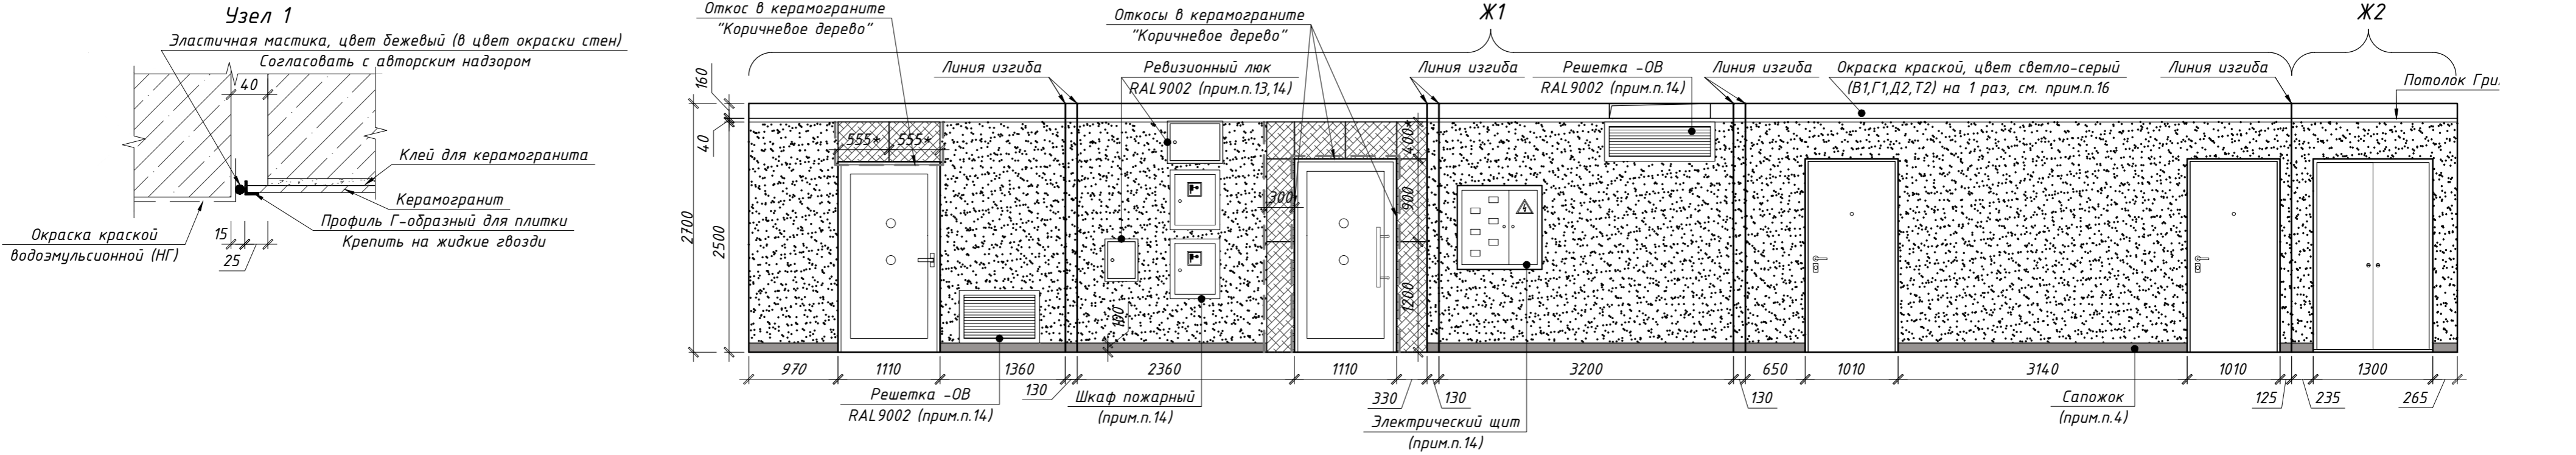 Узел 1
Эластичная мастика, цвет бежевый (в цвет окраски стен)
Согласовать с авторским надзором
40
Клей для керамогранита
Керамогранит
Профиль Г-образный для плитки
Крепить на жидкие гвозди
Окраска краской
водоэмульсионной (НГ)
15
25
Откос в керамограните
"Коричневое дерево"
Откосы в керамограните
"Коричневое дерево"
Ж1
Ж2
Линия изгиба
Ревизионный люк
RAL9002 (прим.п.13,14)
Линия изгиба
Решетка -ОВ
RAL9002 (прим.п.14)
Линия изгиба
Окраска краской, цвет светло-серый
(В1,Г1,Д2,Т2) на 1 раз, см. прим.п.16
Линия изгиба
Потолок Гри
160
40
2700
2500
555*
555*
300
400*
900
1200
180
970
1110
1360
130
2360
1110
330
130
3200
130
650
1010
3140
1010
125
235
1300
265
Решетка -ОВ
RAL9002 (прим.п.14)
Шкаф пожарный
(прим.п.14)
Электрический щит
(прим.п.14)
Сапожок
(прим.п.4)